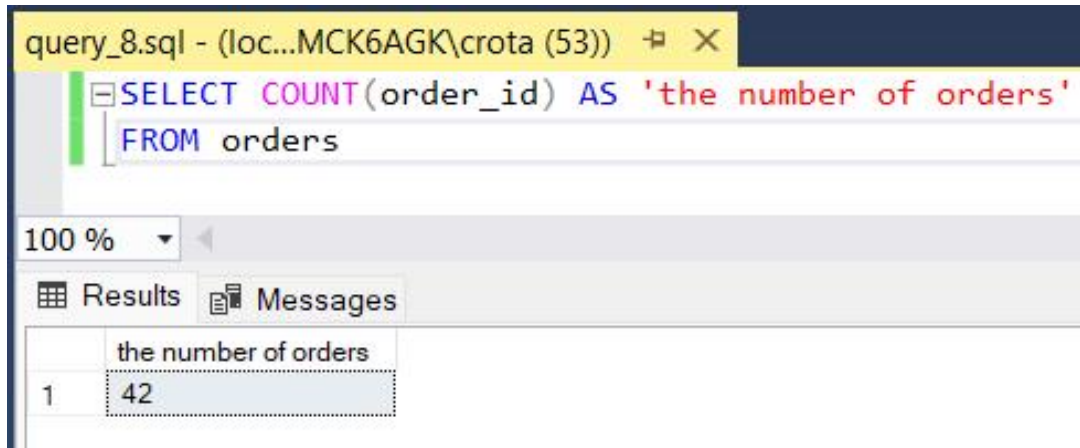 query_8.sql - (loc...MCK6AGK\crota (53))
SELECT COUNT(order_id) AS 'the number of orders'
FROM orders
100 %
Results Messages
the number of orders
1 42